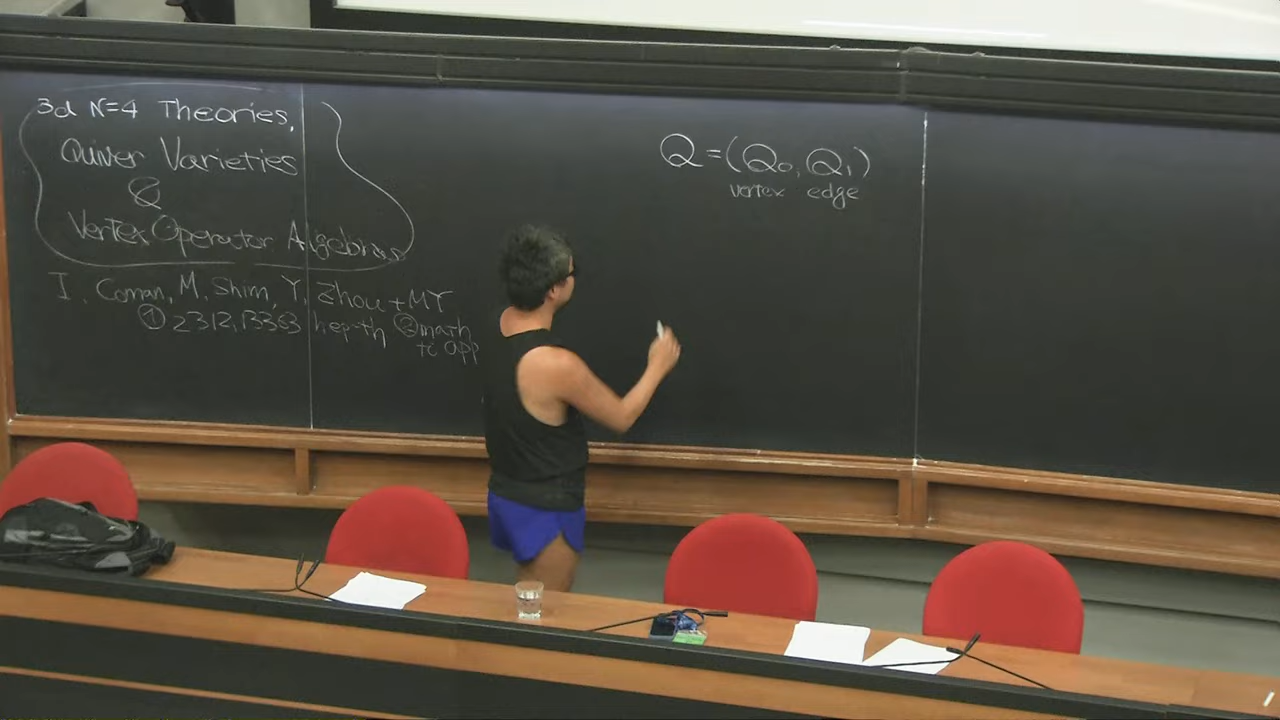 3d N=4 Theories,
Quiver Varieties
&
Vertex Operator Algebras
I. Coman, M. Shim, Y. Zhou + MY
① 2312.13363 hep-th ② math
to app
Q=(Q₀, Q₁)
vertex edge